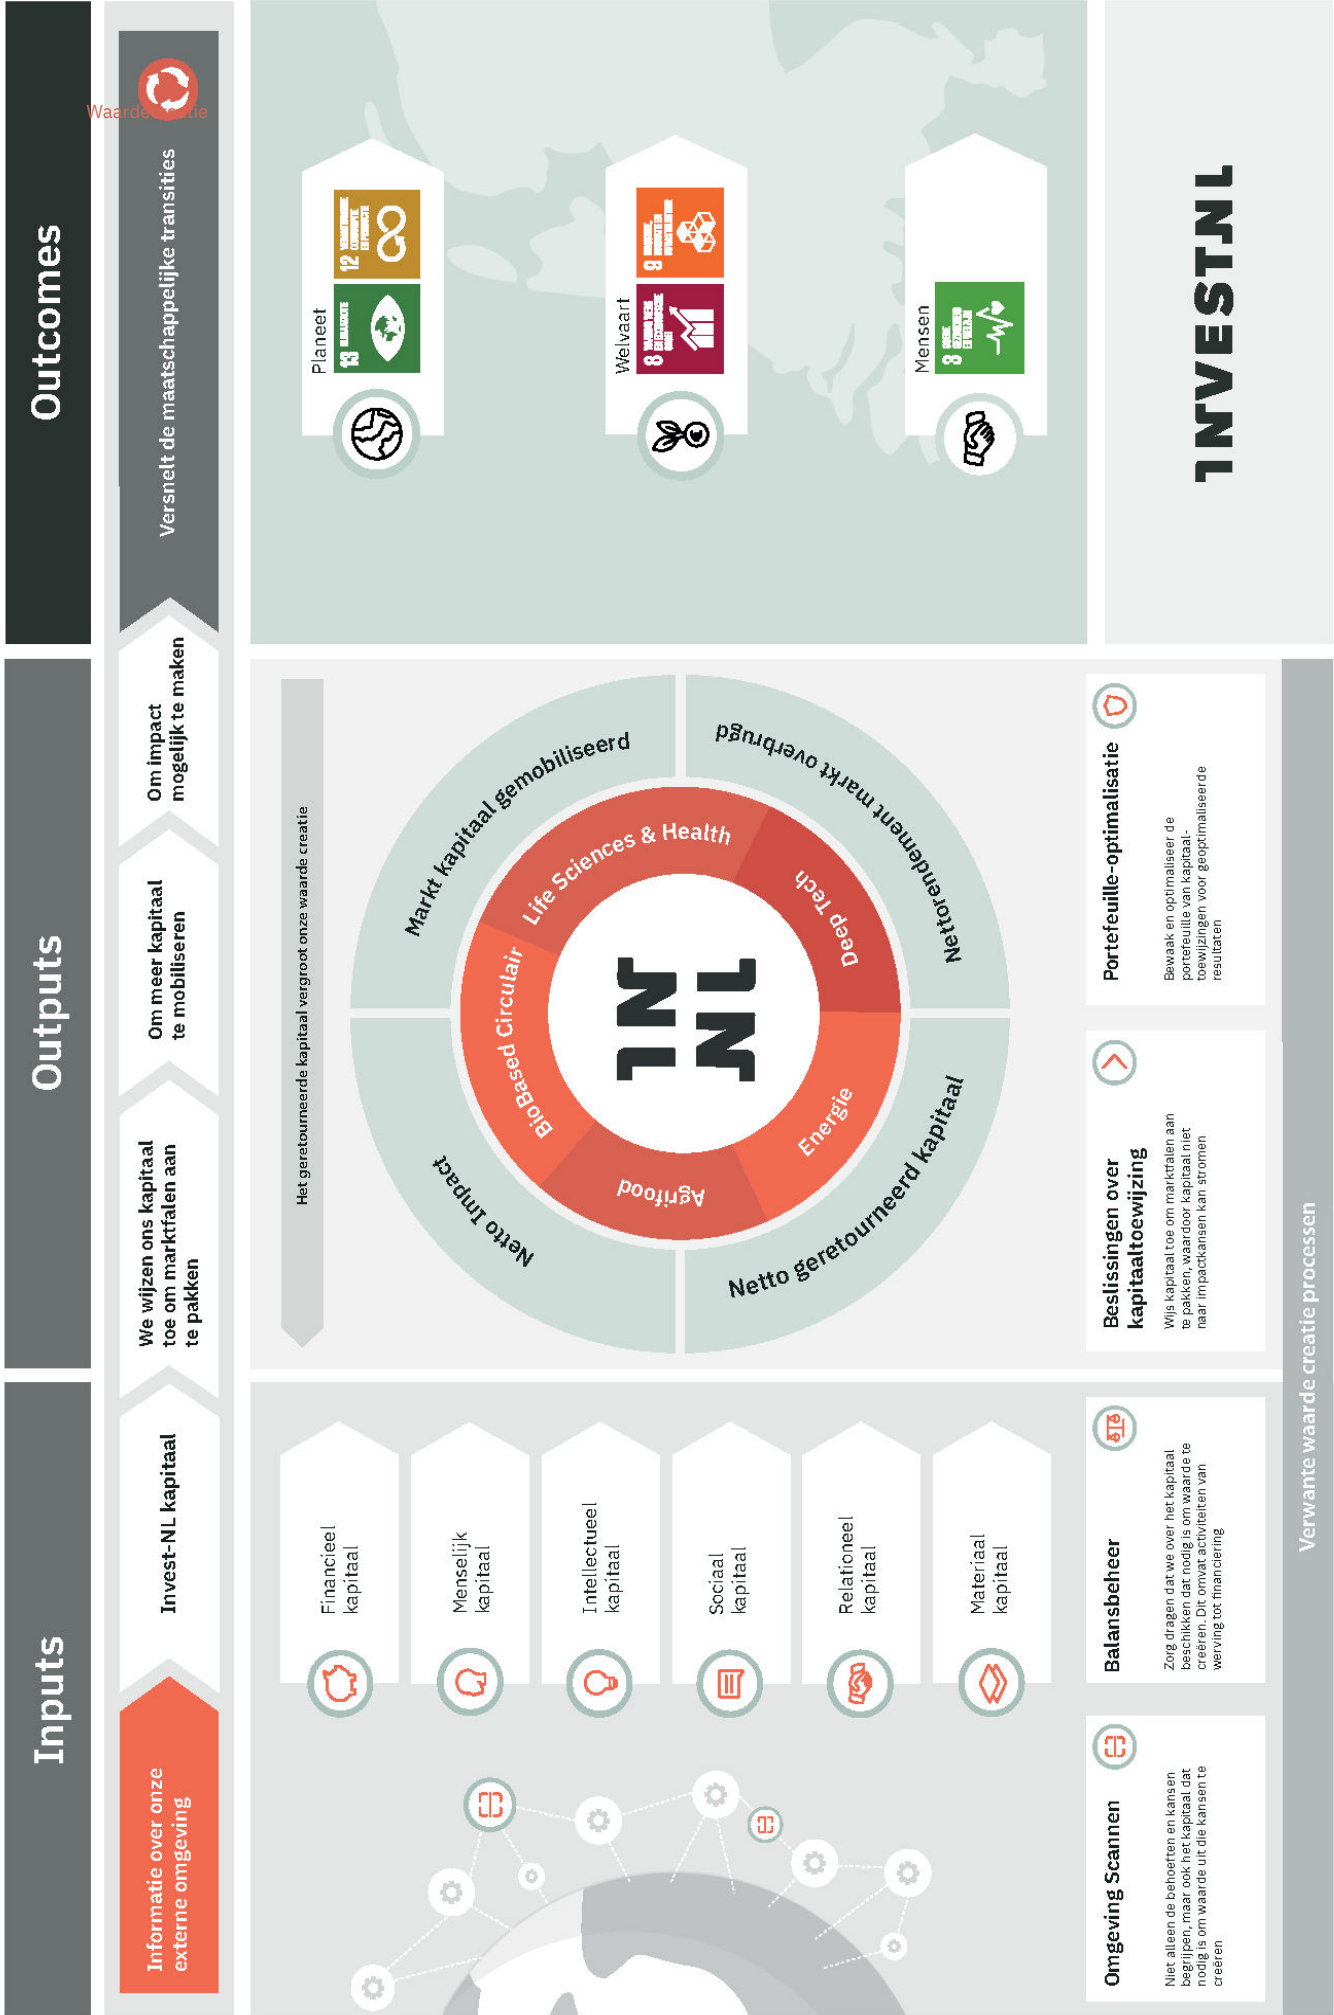 Inputs
Outputs
Outcomes
Informatie over onze
externe omgeving
Invest-NL kapitaal
We wijzen ons kapitaal
toe om marktfalen aan
te pakken
Om meer kapitaal
te mobiliseren
Om impact
mogelijk te maken
Versnelt de maatschappelijke transities
Financieel
kapitaal
Menselijk
kapitaal
Intellectueel
kapitaal
Sociaal
kapitaal
Relationeel
kapitaal
Materiaal
kapitaal
Het geretourneerde kapitaal vergroot onze waarde creatie
Markt kapitaal gemobiliseerd
Nettorendement markt overbrugd
Netto geretourneerd kapitaal
Netto Impact
Life Sciences & Health
Deep Tech
Energie
Agrifood
BioBased Circulair
INNL
Planeet
13
12
Welvaart
8
9
Mensen
3
Omgeving Scannen
Niet alleen de behoeften en kansen
begrijpen, maar ook het kapitaal dat
nodig is om waarde uit die kansen te
creëren
Balansbeheer
Zorg dragen dat we over het kapitaal
beschikken dat nodig is om waarde te
creëren. Dit omvat activiteiten van
werving tot financiering
Beslissingen over
kapitaaltoewijzing
Wijs kapitaal toe om marktfalen aan
te pakken, waardoor kapitaal niet
naar impactkansen kan stromen
Portefeuille-optimalisatie
Bewaak en optimaliseer de
portefeuille van kapitaal-
toewijzingen voor geoptimaliseerde
resultaten
INVESTNL
Verwante waarde creatie processen